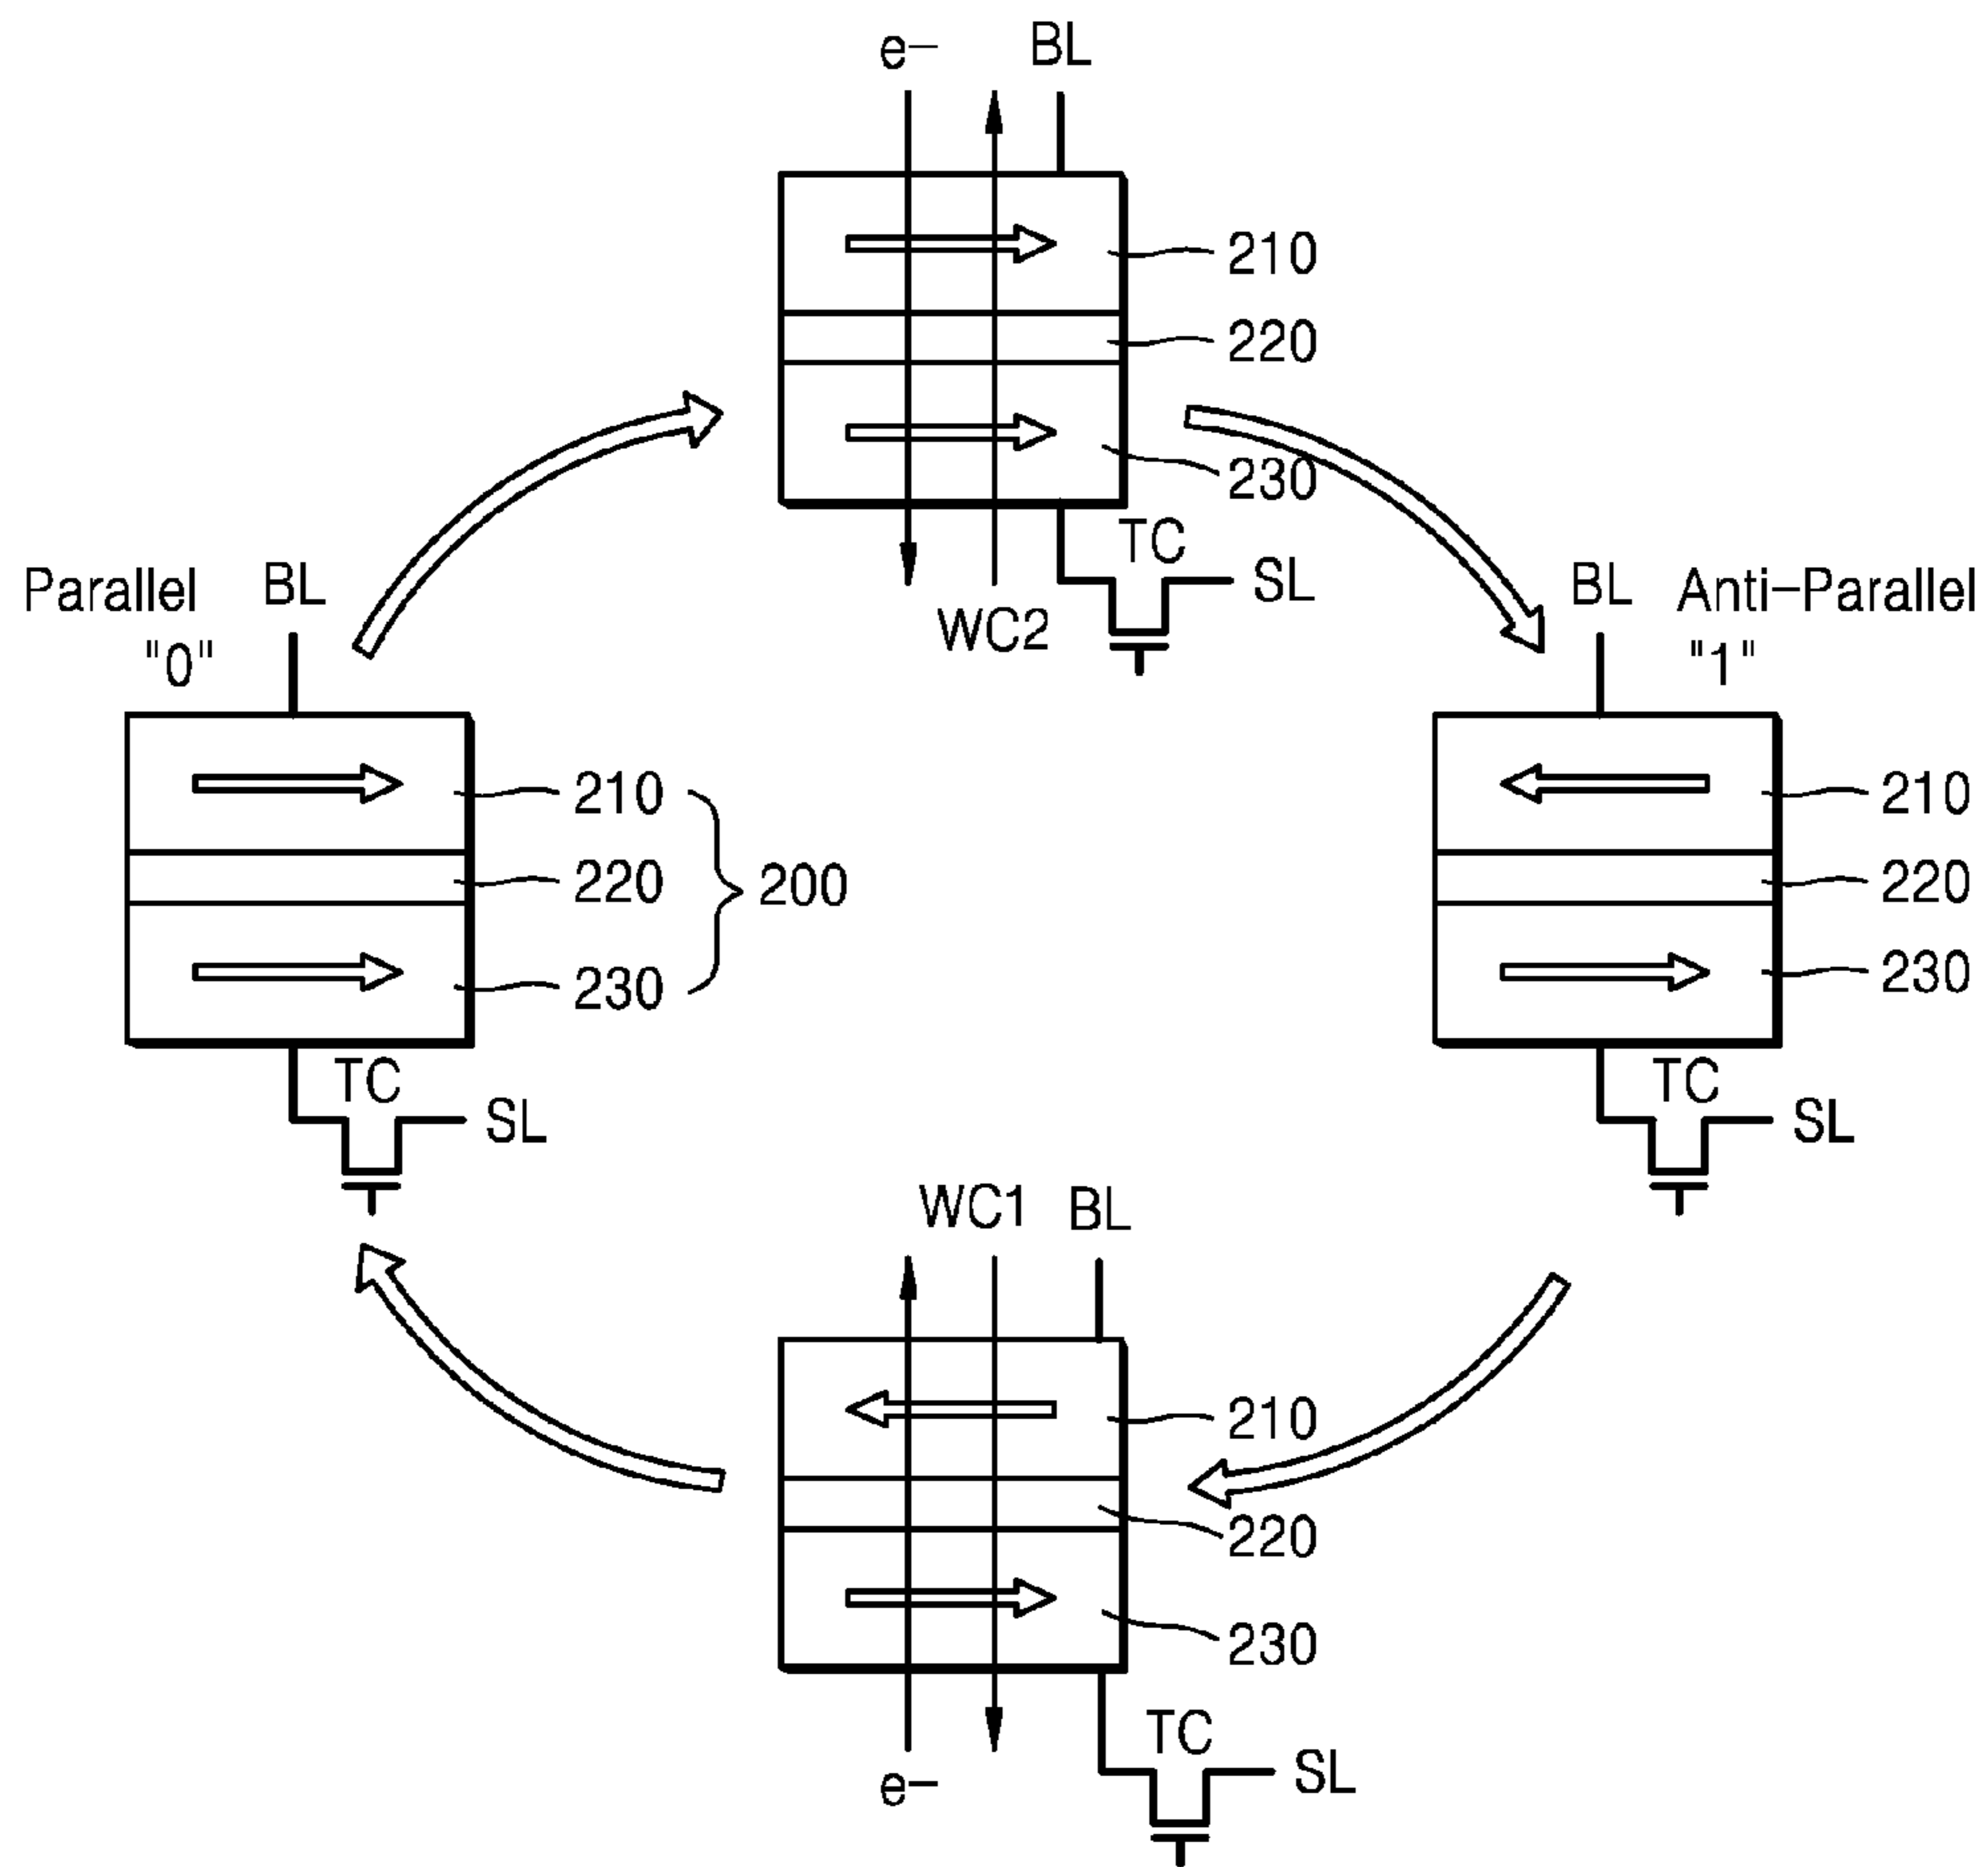 e− BL
210
220
230
TC
SL
WC2
Parallel BL
"0"
210
220
230
200
TC
SL
BL Anti−Parallel
"1"
210
220
230
TC
SL
WC1 BL
210
220
230
TC
SL
e−